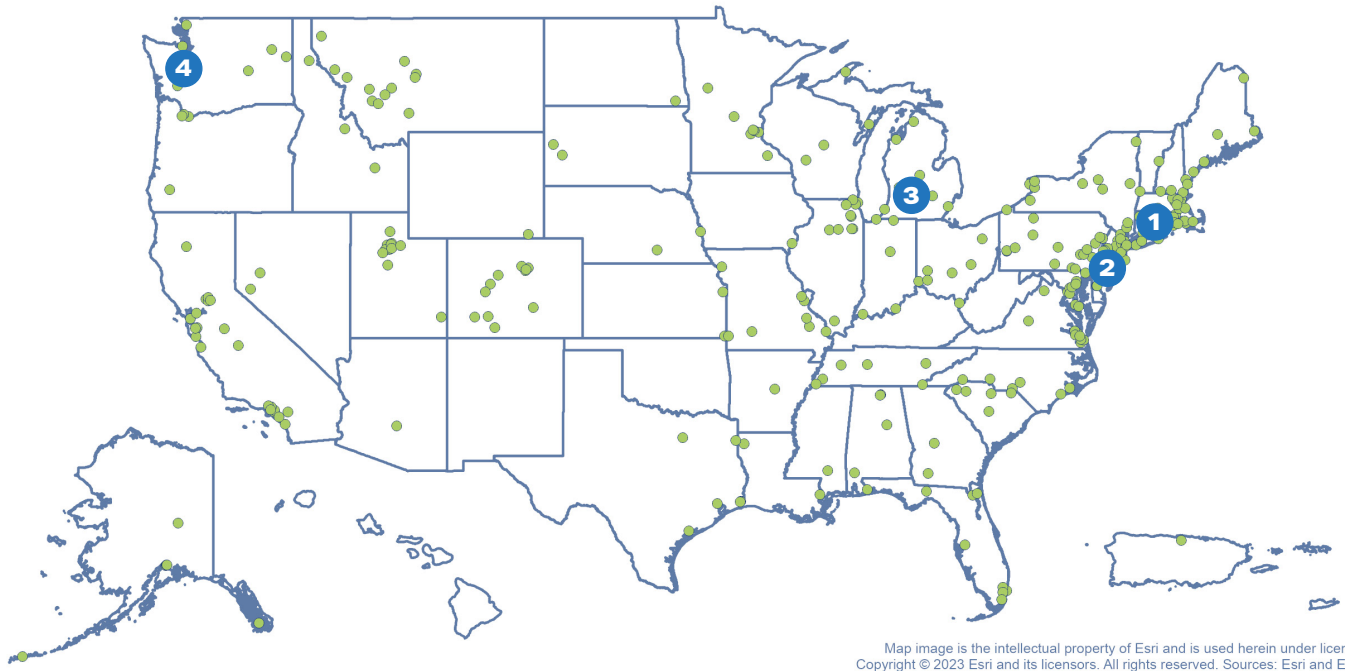 4
3
1
2
Map image is the intellectual property of Esri and is used herein under
Copyright © 2023 Esri and its licensors. All rights reserved. Sources: Esri and